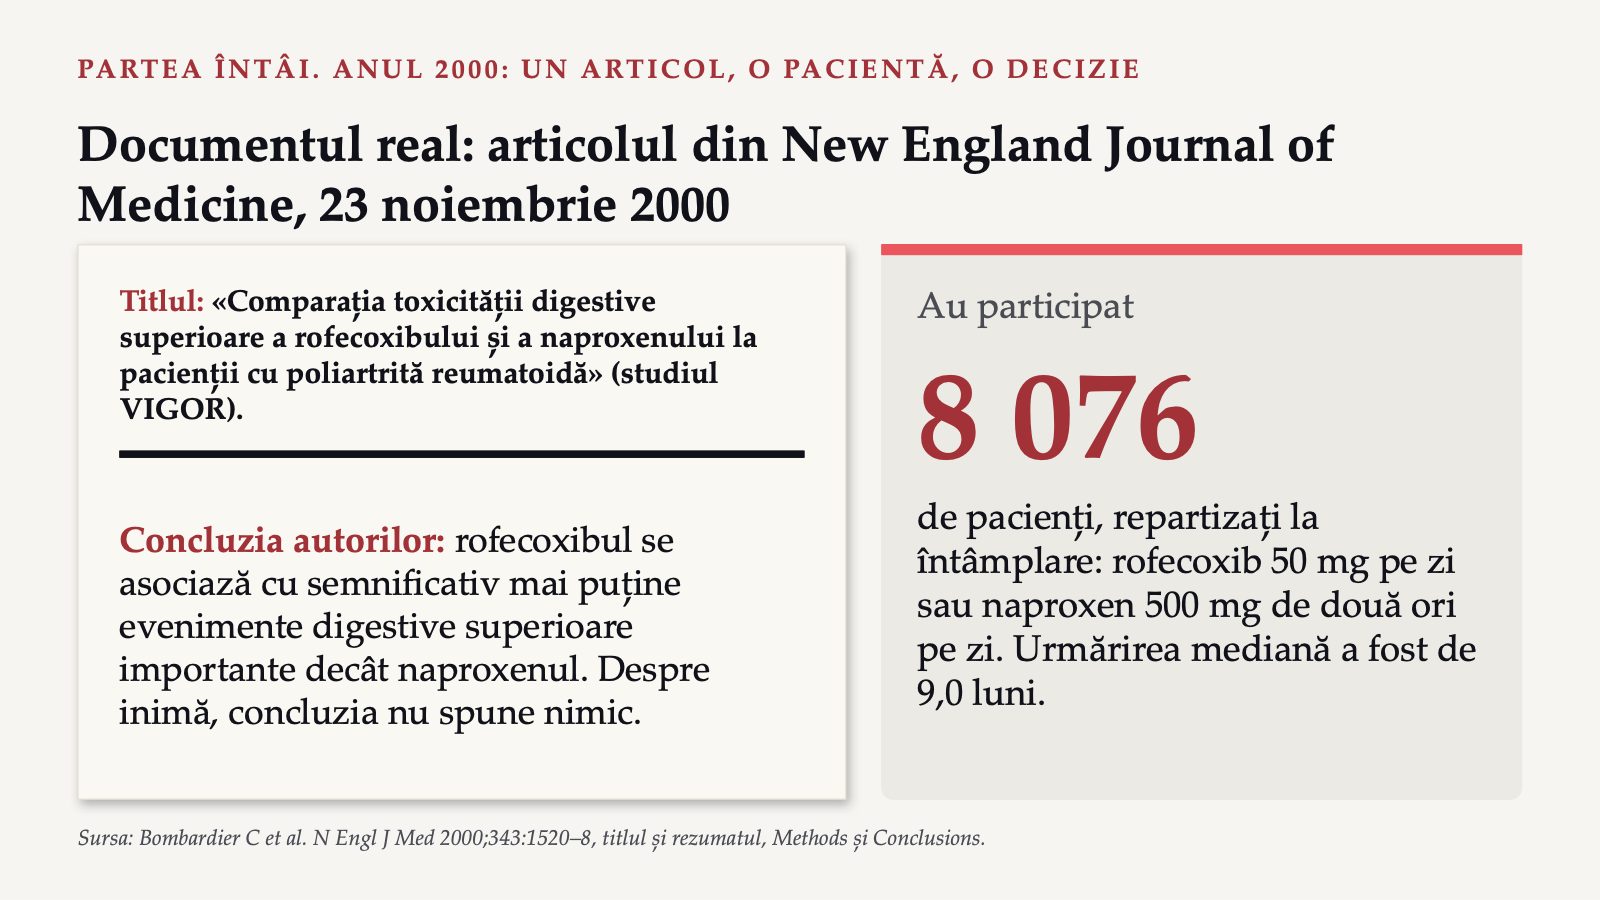 PARTEA ÎNTÂI. ANUL 2000: UN ARTICOL, O PACIENTĂ, O DECIZIE
Documentul real: articolul din New England Journal of
Medicine, 23 noiembrie 2000
Titlul: «Comparația toxicității digestive
superioare a rofecoxibului și a naproxenului la
pacienții cu poliartrită reumatoidă» (studiul
VIGOR).
Concluzia autorilor: rofecoxibul se
asociază cu semnificativ mai puține
evenimente digestive superioare
importante decât naproxenul. Despre
inimă, concluzia nu spune nimic.
Au participat
8 076
de pacienți, repartizați la
întâmplare: rofecoxib 50 mg pe zi
sau naproxen 500 mg de două ori
pe zi. Urmărirea mediană a fost de
9,0 luni.
Sursa: Bombardier C et al. N Engl J Med 2000;343:1520–8, titlul și rezumatul, Methods și Conclusions.